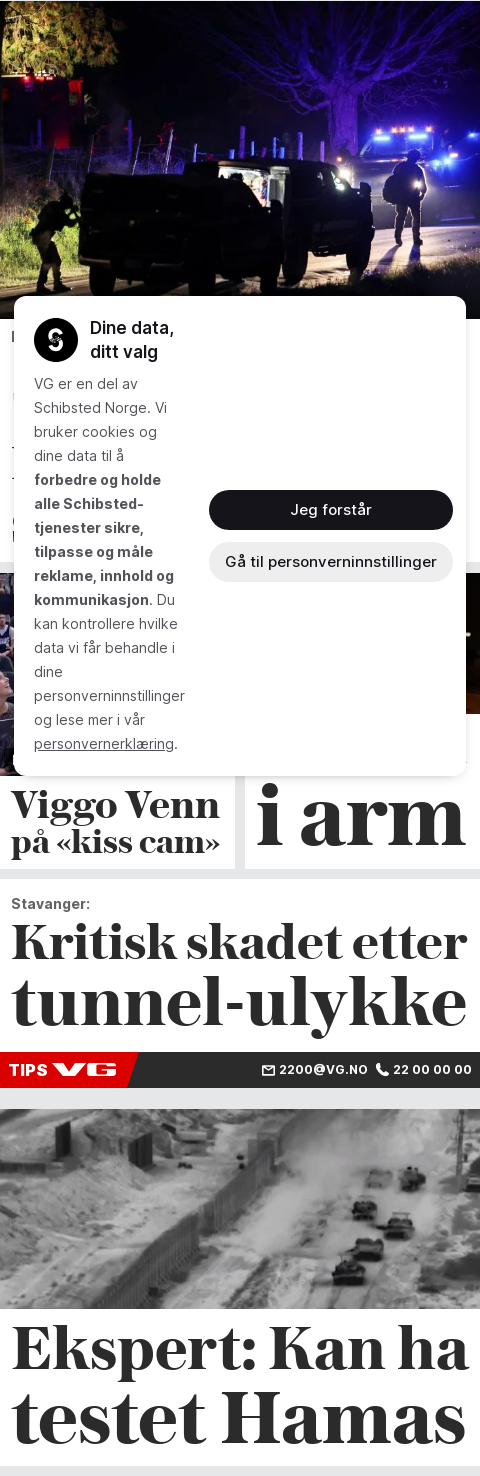 Dine data,
ditt valg
VG er en del av
Schibsted Norge. Vi
bruker cookies og
dine data til å
forbedre og holde
alle Schibsted-
tjenester sikre,
tilpasse og måle
reklame, innhold og
kommunikasjon. Du
kan kontrollere hvilke
data vi får behandle i
dine
personverninnstillinger
og lese mer i vår
personvernerklæring.
Jeg forstår
Gå til personverninnstillinger
Viggo Venn
på «kiss cam»
i arm
Stavanger:
Kritisk skadet etter
tunnel-ulykke
TIPS VG
2200@VG.NO 22 00 00 00
Ekspert: Kan ha
testet Hamas